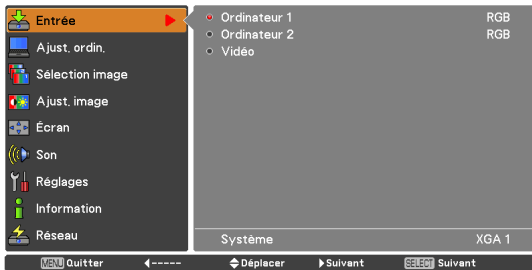 Entrée
Ajust. ordin.
Sélection image
Ajust. image
Écran
Son
Réglages
Information
Réseau
Ordinateur 1 RGB
Ordinateur 2 RGB
Vidéo
Système XGA 1
MENU Quitter ----- Déplacer Suivant SELECT Suivant